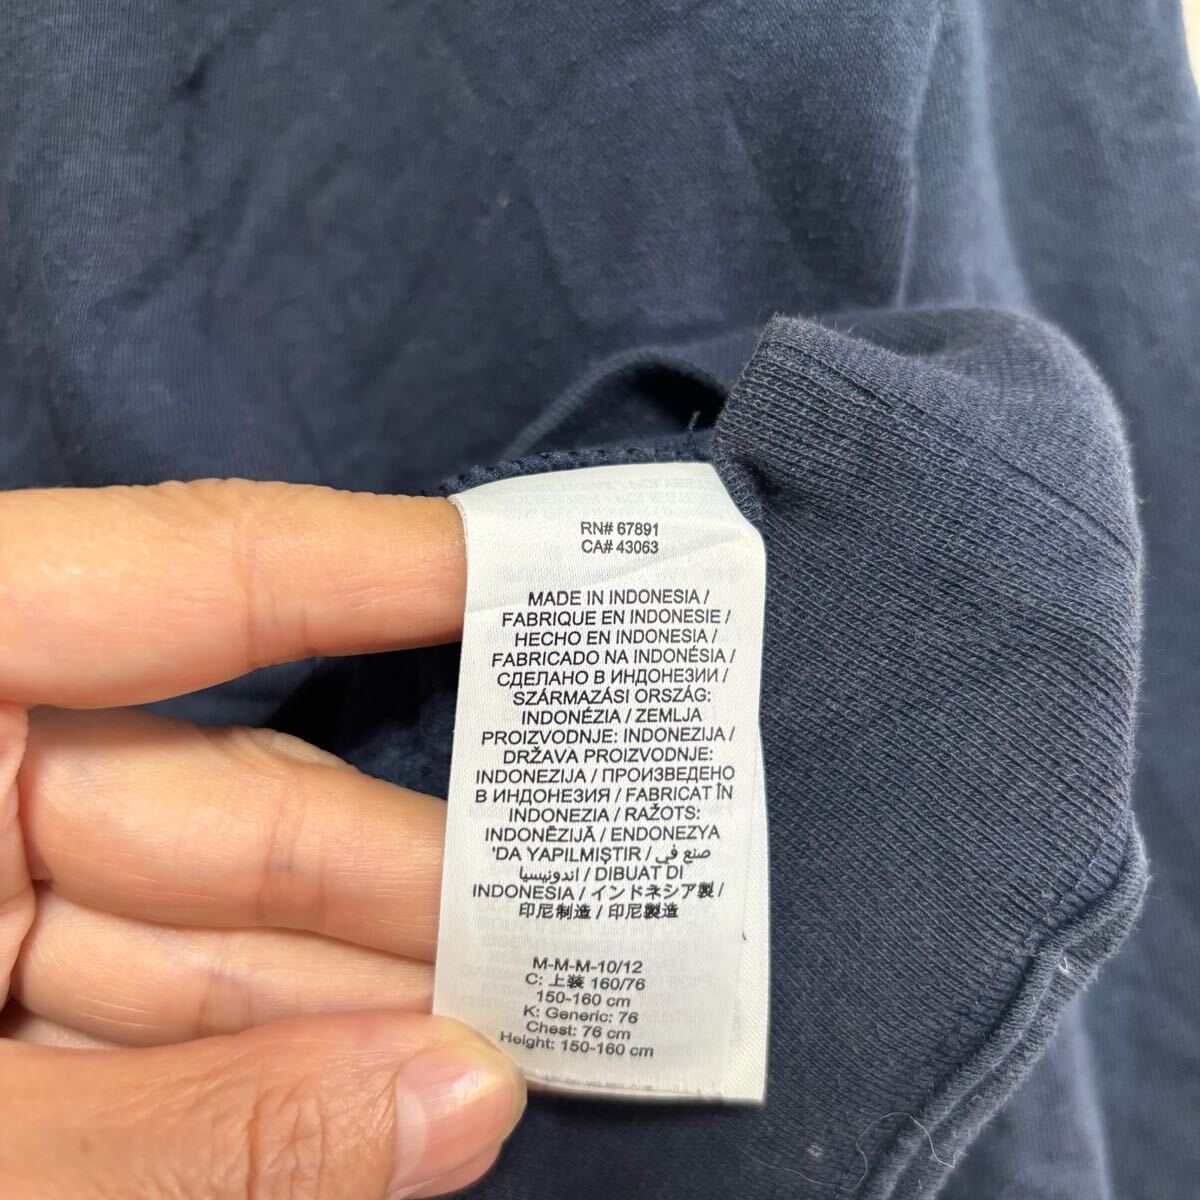 RN# 67891
CA# 43063
MADE IN INDONESIA /
FABRIQUE EN INDONESIE /
HECHO EN INDONESIA /
FABRICADO NA INDONÉSIA /
СДЕЛАНО В ИНДОНЕЗИИ /
SZÁRMAZÁSI ORSZÁG:
INDONÉZIA / ZEMLJA
PROIZVODNJE: INDONEZIJA /
DRŽAVA PROIZVODNJE:
INDONEZIJA / ПРОИЗВЕДЕНО
В ИНДОНЕЗИЯ / FABRICAT ÎN
INDONEZIA / RAŽOTS:
INDONĒZIJĀ / ENDONEZYA
'DA YAPILMIŞTIR / صنع في
اندونيسيا / DIBUAT DI
INDONESIA / インドネシア製 /
印尼制造 / 印尼製造
M-M-M-10/12
C: 上装 160/76
150-160 cm
K: Generic: 76
Chest: 76 cm
Height: 150-160 cm